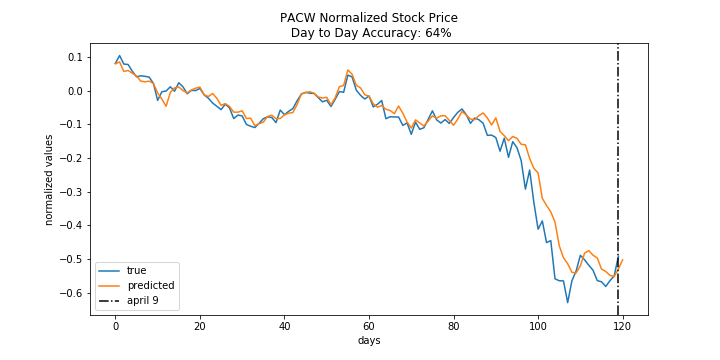 PACW Normalized Stock Price
Day to Day Accuracy: 64%
normalized values
0.1
0.0
−0.1
−0.2
−0.3
−0.4
−0.5
−0.6
true
predicted
april 9
0 20 40 60 80 100 120
days